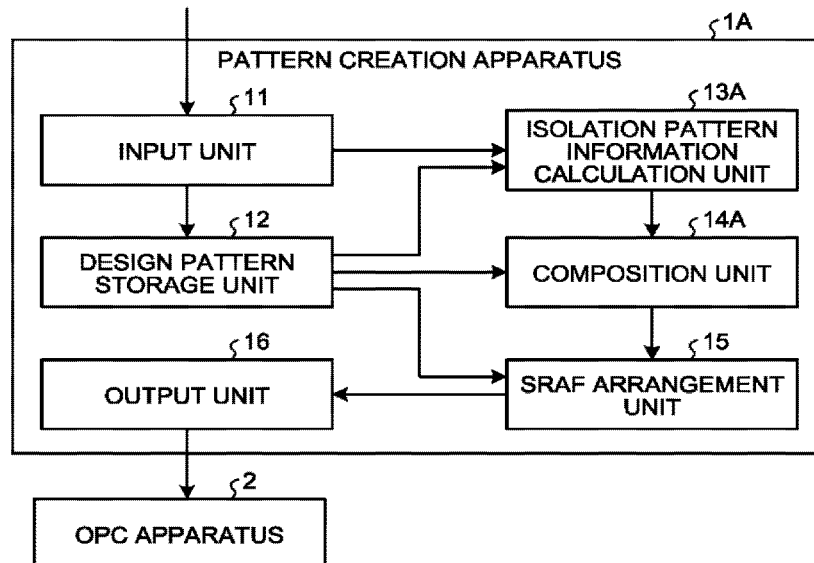 1A
PATTERN CREATION APPARATUS
11
INPUT UNIT
13A
ISOLATION PATTERN
INFORMATION
CALCULATION UNIT
12
DESIGN PATTERN
STORAGE UNIT
14A
COMPOSITION UNIT
16
OUTPUT UNIT
15
SRAF ARRANGEMENT
UNIT
2
OPC APPARATUS